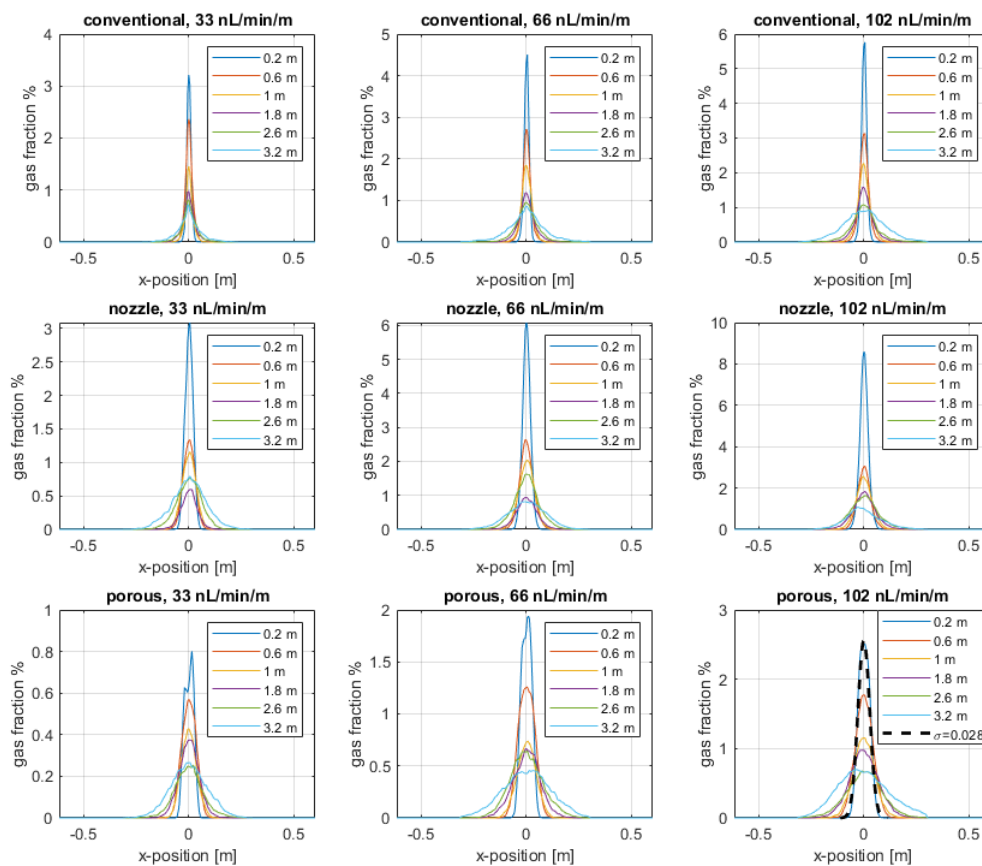 conventional, 33 nL/min/m
4
3
2
1
0
gas fraction %
-0.5
0
0.5
x-position [m]
0.2 m
0.6 m
1 m
1.8 m
2.6 m
3.2 m
conventional, 66 nL/min/m
5
4
3
2
1
0
gas fraction %
-0.5
0
0.5
x-position [m]
0.2 m
0.6 m
1 m
1.8 m
2.6 m
3.2 m
conventional, 102 nL/min/m
6
5
4
3
2
1
0
gas fraction %
-0.5
0
0.5
x-position [m]
0.2 m
0.6 m
1 m
1.8 m
2.6 m
3.2 m
nozzle, 33 nL/min/m
3
2.5
2
1.5
1
0.5
0
gas fraction %
-0.5
0
0.5
x-position [m]
0.2 m
0.6 m
1 m
1.8 m
2.6 m
3.2 m
nozzle, 66 nL/min/m
6
5
4
3
2
1
0
gas fraction %
-0.5
0
0.5
x-position [m]
0.2 m
0.6 m
1 m
1.8 m
2.6 m
3.2 m
nozzle, 102 nL/min/m
10
8
6
4
2
0
gas fraction %
-0.5
0
0.5
x-position [m]
0.2 m
0.6 m
1 m
1.8 m
2.6 m
3.2 m
porous, 33 nL/min/m
1
0.8
0.6
0.4
0.2
0
gas fraction %
-0.5
0
0.5
x-position [m]
0.2 m
0.6 m
1 m
1.8 m
2.6 m
3.2 m
porous, 66 nL/min/m
2
1.5
1
0.5
0
gas fraction %
-0.5
0
0.5
x-position [m]
0.2 m
0.6 m
1 m
1.8 m
2.6 m
3.2 m
porous, 102 nL/min/m
3
2
1
0
gas fraction %
-0.5
0
0.5
x-position [m]
0.2 m
0.6 m
1 m
1.8 m
2.6 m
3.2 m
σ=0.028